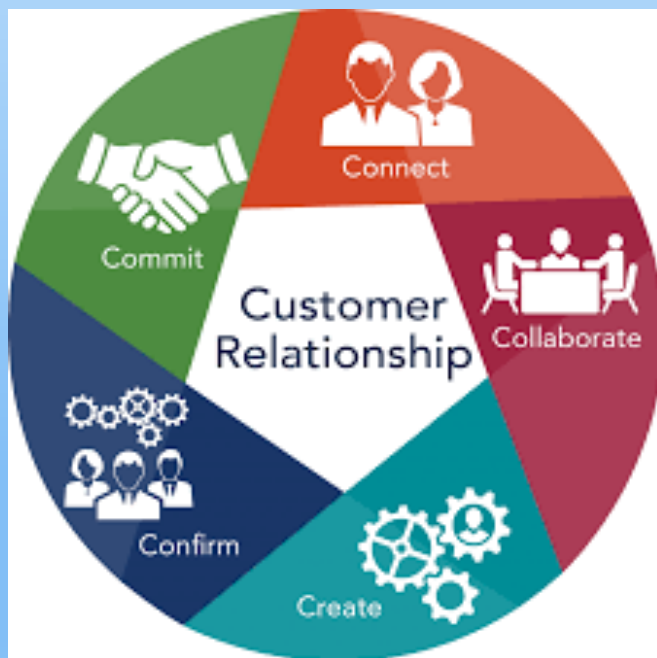 Connect
Commit
Customer
Relationship
Collaborate
Confirm
Create